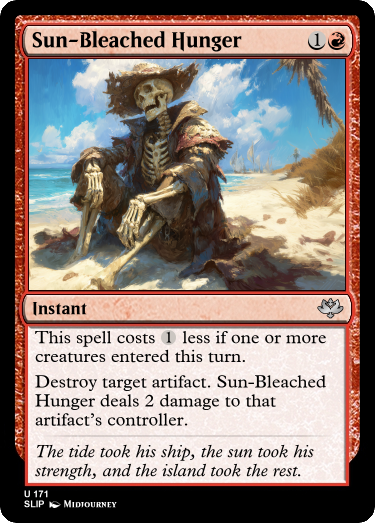 Sun-Bleached Hunger 1
Instant
This spell costs 1 less if one or more
creatures entered this turn.
Destroy target artifact. Sun-Bleached
Hunger deals 2 damage to that
artifact's controller.
The tide took his ship, the sun took his
strength, and the island took the rest.
U 171
SLIP Midjourney